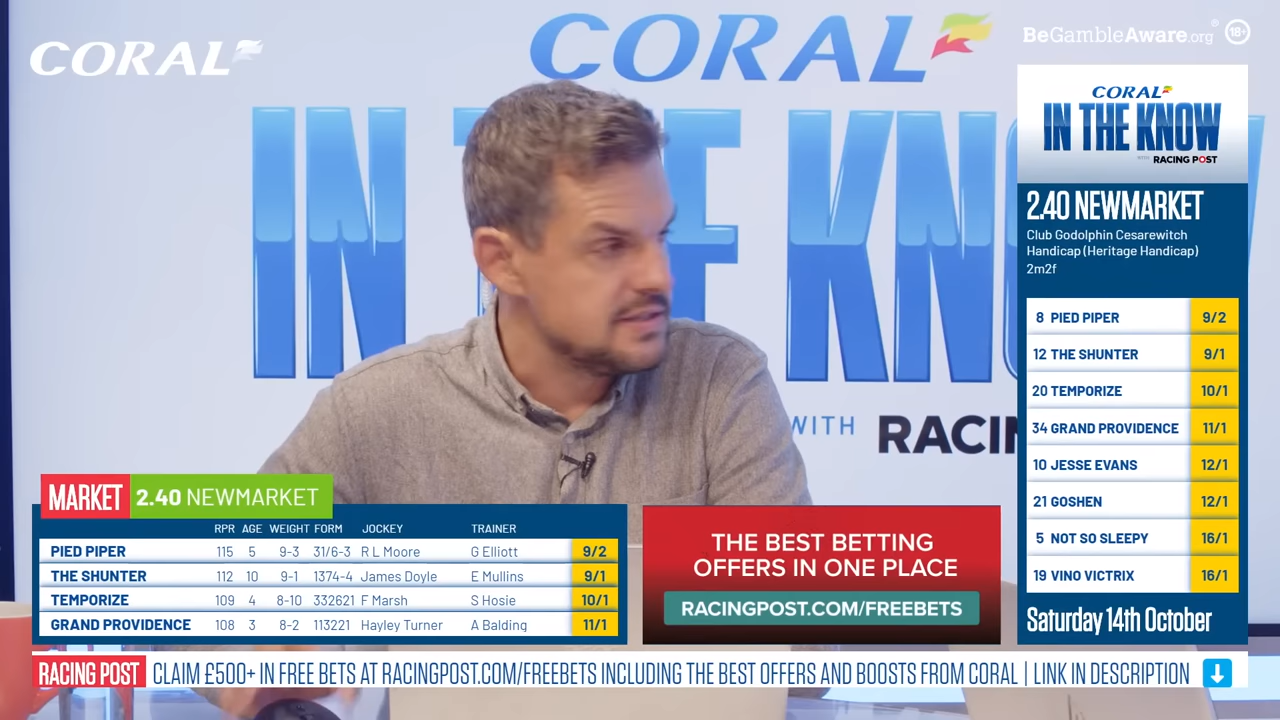 CORAL
CORAL
BeGambleAware.org® 18+
IN THE KN
WITH RACIN
CORAL
IN THE KNOW
WITH RACING POST
2.40 NEWMARKET
Club Godolphin Cesarewitch
Handicap (Heritage Handicap)
2m2f
8 PIED PIPER 9/2
12 THE SHUNTER 9/1
20 TEMPORIZE 10/1
34 GRAND PROVIDENCE 11/1
10 JESSE EVANS 12/1
21 GOSHEN 12/1
5 NOT SO SLEEPY 16/1
19 VINO VICTRIX 16/1
Saturday 14th October
MARKET 2.40 NEWMARKET
RPR AGE WEIGHT FORM JOCKEY TRAINER
PIED PIPER 115 5 9-3 31/6-3 R L Moore G Elliott 9/2
THE SHUNTER 112 10 9-1 1374-4 James Doyle E Mullins 9/1
TEMPORIZE 109 4 8-10 332621 F Marsh S Hosie 10/1
GRAND PROVIDENCE 108 3 8-2 113221 Hayley Turner A Balding 11/1
THE BEST BETTING
OFFERS IN ONE PLACE
RACINGPOST.COM/FREEBETS
RACING POST CLAIM £500+ IN FREE BETS AT RACINGPOST.COM/FREEBETS INCLUDING THE BEST OFFERS AND BOOSTS FROM CORAL | LINK IN DESCRIPTION